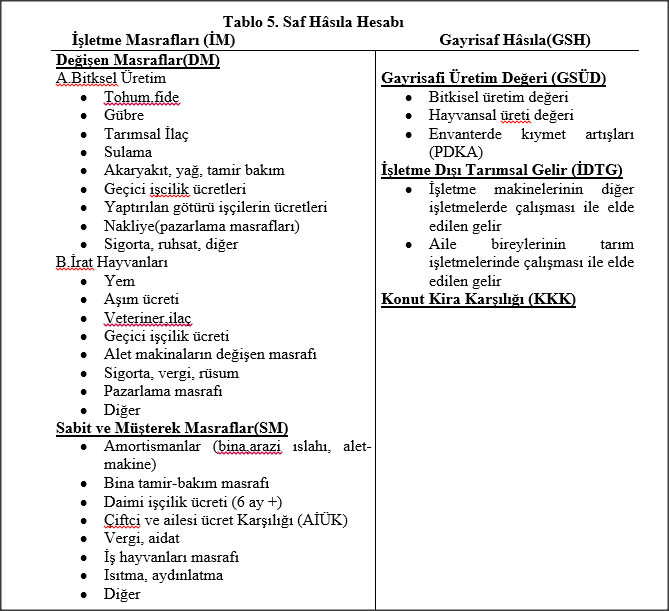 Tablo 5. Saf Hâsıla Hesabı
İşletme Masrafları (İM)
Gayrisaf Hâsıla(GSH)
Değişen Masraflar(DM)
A.Bitksel Üretim
• Tohum,fide
• Gübre
• Tarımsal İlaç
• Sulama
• Akaryakıt, yağ, tamir bakım
• Geçici işçilik ücretleri
• Yaptırılan götürü işçilerin ücretleri
• Nakliye(pazarlama masrafları)
• Sigorta, ruhsat, diğer
B.İrat Hayvanları
• Yem
• Aşım ücreti
• Veteriner,ilaç
• Geçici işçilik ücreti
• Alet makinaların değişen masrafı
• Sigorta, vergi, rüsum
• Pazarlama masrafı
• Diğer
Sabit ve Müşterek Masraflar(SM)
• Amortismanlar (bina,arazi ıslahı, alet-
makine)
• Bina tamir-bakım masrafı
• Daimi işçilik ücreti (6 ay +)
• Çiftci ve ailesi ücret Karşılığı (AİÜK)
• Vergi, aidat
• İş hayvanları masrafı
• Isıtma, aydınlatma
• Diğer
Gayrisafi Üretim Değeri (GSÜD)
• Bitkisel üretim değeri
• Hayvansal üreti değeri
• Envanterde kıymet artışları
(PDKA)
İşletme Dışı Tarımsal Gelir (İDTG)
• İşletme makinelerinin diğer
işletmelerde çalışması ile elde
edilen gelir
• Aile bireylerinin tarım
işletmelerinde çalışması ile elde
edilen gelir
Konut Kira Karşılığı (KKK)